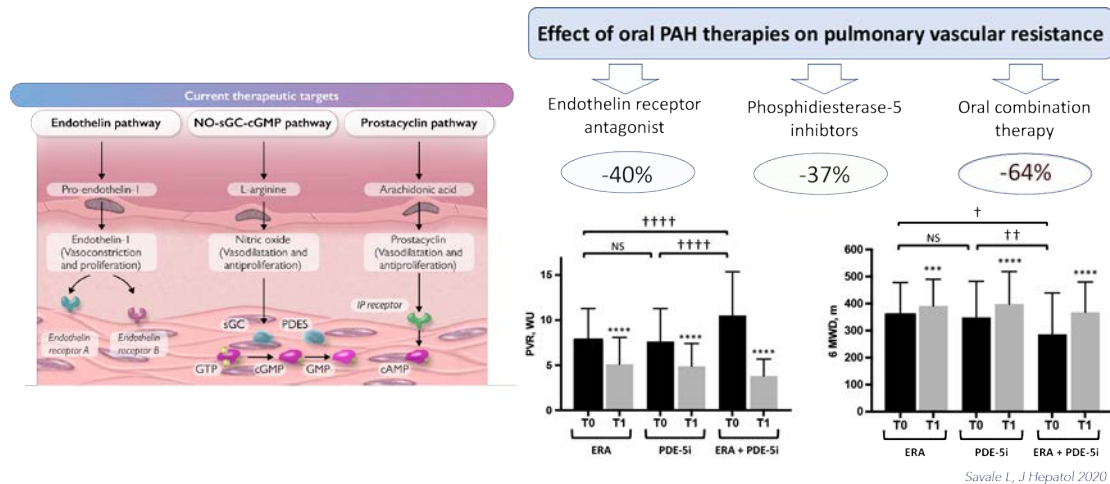 Effect of oral PAH therapies on pulmonary vascular resistance
Current therapeutic targets
Endothelin pathway
NO-sGC-cGMP pathway
Prostacyclin pathway
Pro-endothelin-1
L-arginine
Arachidonic acid
Endothelin-1
(Vasoconstriction
and proliferation)
Nitric oxide
(Vasodilatation and
antiproliferation)
Prostacyclin
(Vasodilatation and
antiproliferation)
IP receptor
sGC
PDES
Endothelin
receptor A
Endothelin
receptor B
GTP
cGMP
GMP
cAMP
Endothelin receptor
antagonist
Phosphidiesterase-5
inhibtors
Oral combination
therapy
-40%
-37%
-64%
††††
NS
††††
15
10
5
0
PVR, WU
****
****
****
T0 T1 T0 T1 T0 T1
ERA
PDE-5i
ERA + PDE-5i
†
NS
††
600
500
400
300
200
100
0
6 MWD, m
***
****
****
T0 T1 T0 T1 T0 T1
ERA
PDE-5i
ERA + PDE-5i
Savale L, J Hepatol 2020